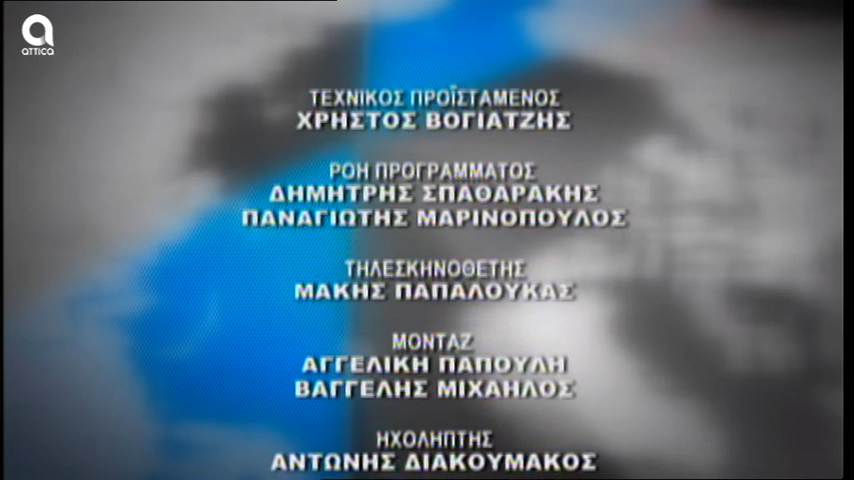 αττica
ΤΕΧΝΙΚΟΣ ΠΡΟΪΣΤΑΜΕΝΟΣ
ΧΡΗΣΤΟΣ ΒΟΓΙΑΤΖΗΣ
ΡΟΗ ΠΡΟΓΡΑΜΜΑΤΟΣ
ΔΗΜΗΤΡΗΣ ΣΠΑΘΑΡΑΚΗΣ
ΠΑΝΑΓΙΩΤΗΣ ΜΑΡΙΝΟΠΟΥΛΟΣ
ΤΗΛΕΣΚΗΝΟΘΕΤΗΣ
ΜΑΚΗΣ ΠΑΠΑΛΟΥΚΑΣ
ΜΟΝΤΑΖ
ΑΓΓΕΛΙΚΗ ΠΑΠΟΥΛΗ
ΒΑΓΓΕΛΗΣ ΜΙΧΑΗΛΟΣ
ΗΧΟΛΗΠΤΗΣ
ΑΝΤΩΝΗΣ ΔΙΑΚΟΥΜΑΚΟΣ